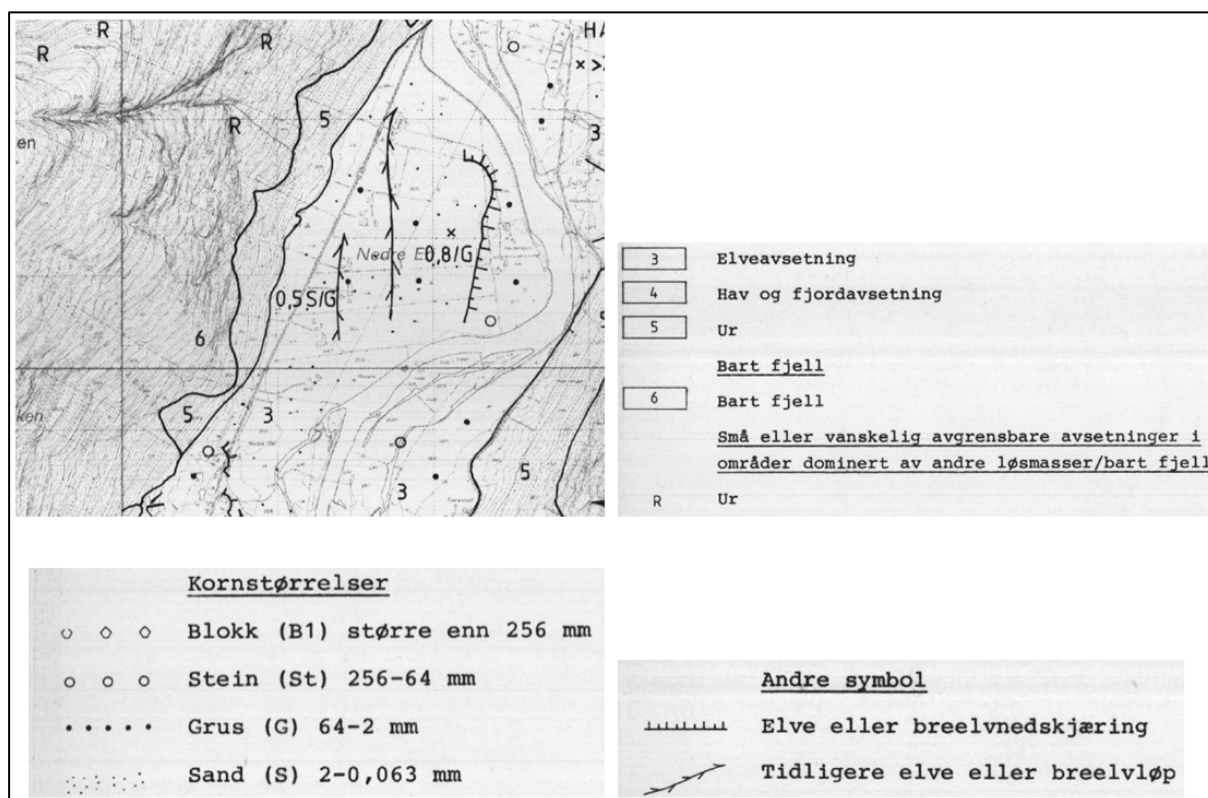 R
R
R
R
HA
en
5
3
Nedre E
0,8/G
0,5 S/G
6
5
3
3
5
ken
3 Elveavsetning
4 Hav og fjordavsetning
5 Ur
Bart fjell
6 Bart fjell
Små eller vanskelig avgrensbare avsetninger i
områder dominert av andre løsmasser/bart fjell
R Ur
Kornstørrelser
Blokk (B1) større enn 256 mm
Stein (St) 256-64 mm
Grus (G) 64-2 mm
Sand (S) 2-0,063 mm
Andre symbol
Elve eller breelvnedskjæring
Tidligere elve eller breelvløp